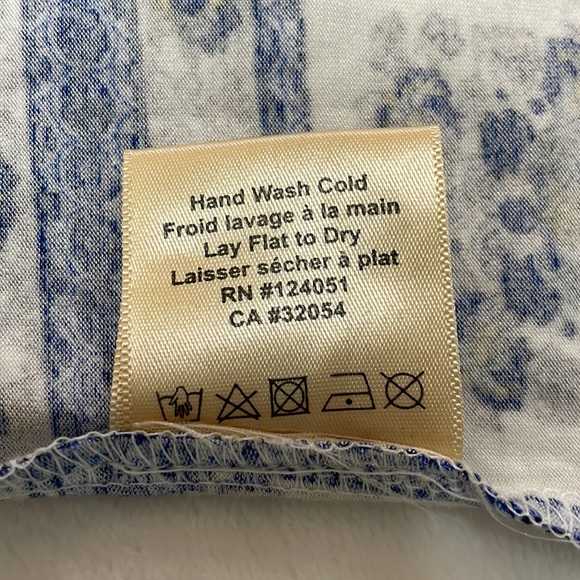 Hand Wash Cold
Froid lavage à la main
Lay Flat to Dry
Laisser sécher à plat
RN #124051
CA #32054